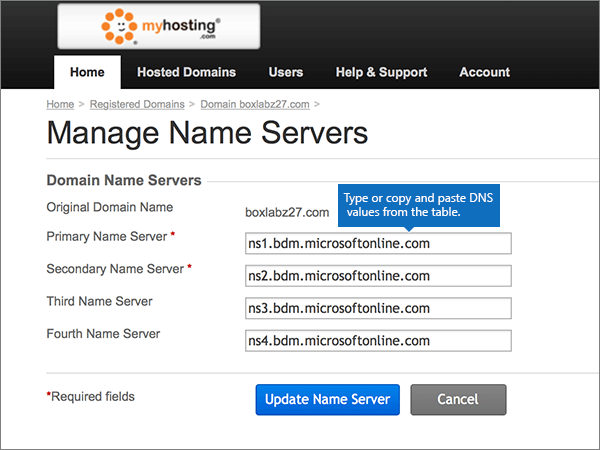 myhosting
.com
Home Hosted Domains Users Help & Support Account
Home > Registered Domains > Domain boxlabz27.com >
Manage Name Servers
Domain Name Servers
Type or copy and paste DNS
values from the table.
Original Domain Name boxlabz27.com
Primary Name Server * ns1.bdm.microsoftonline.com
Secondary Name Server * ns2.bdm.microsoftonline.com
Third Name Server ns3.bdm.microsoftonline.com
Fourth Name Server ns4.bdm.microsoftonline.com
*Required fields Update Name Server Cancel